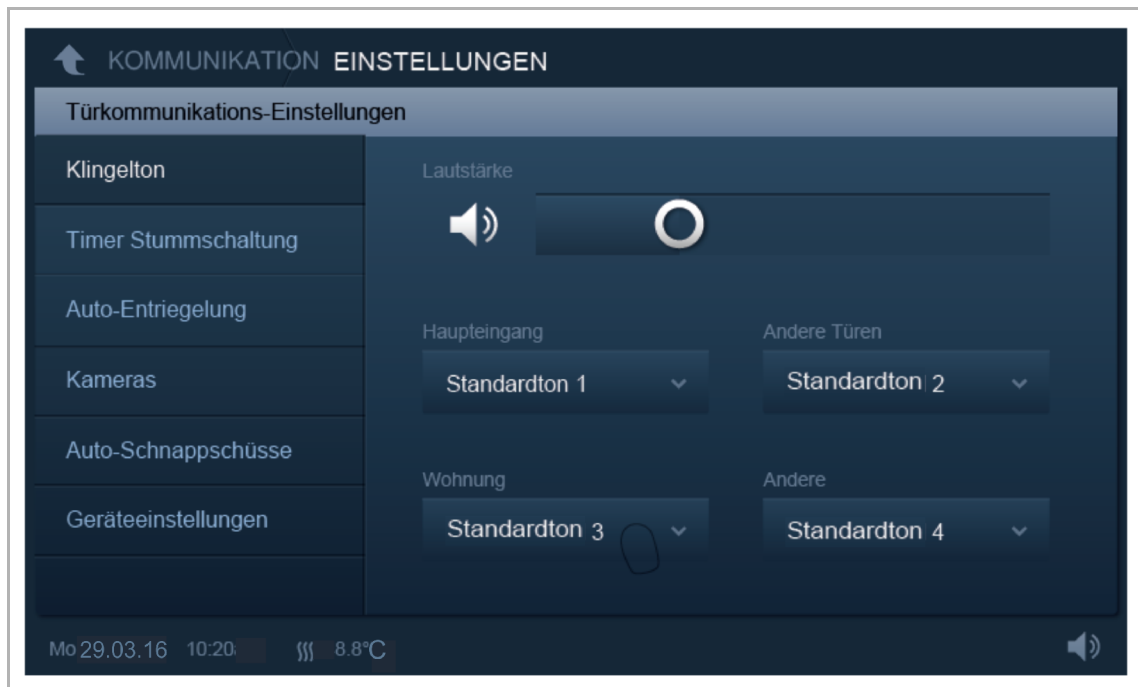 KOMMUNIKATION EINSTELLUNGEN
Türkommunikations-Einstellungen
Klingelton
Timer Stummschaltung
Auto-Entriegelung
Kameras
Auto-Schnappschüsse
Geräteeinstellungen
Lautstärke
Haupteingang
Standardton 1
Andere Türen
Standardton 2
Wohnung
Standardton 3
Andere
Standardton 4
Mo 29.03.16 10:20 8.8°C